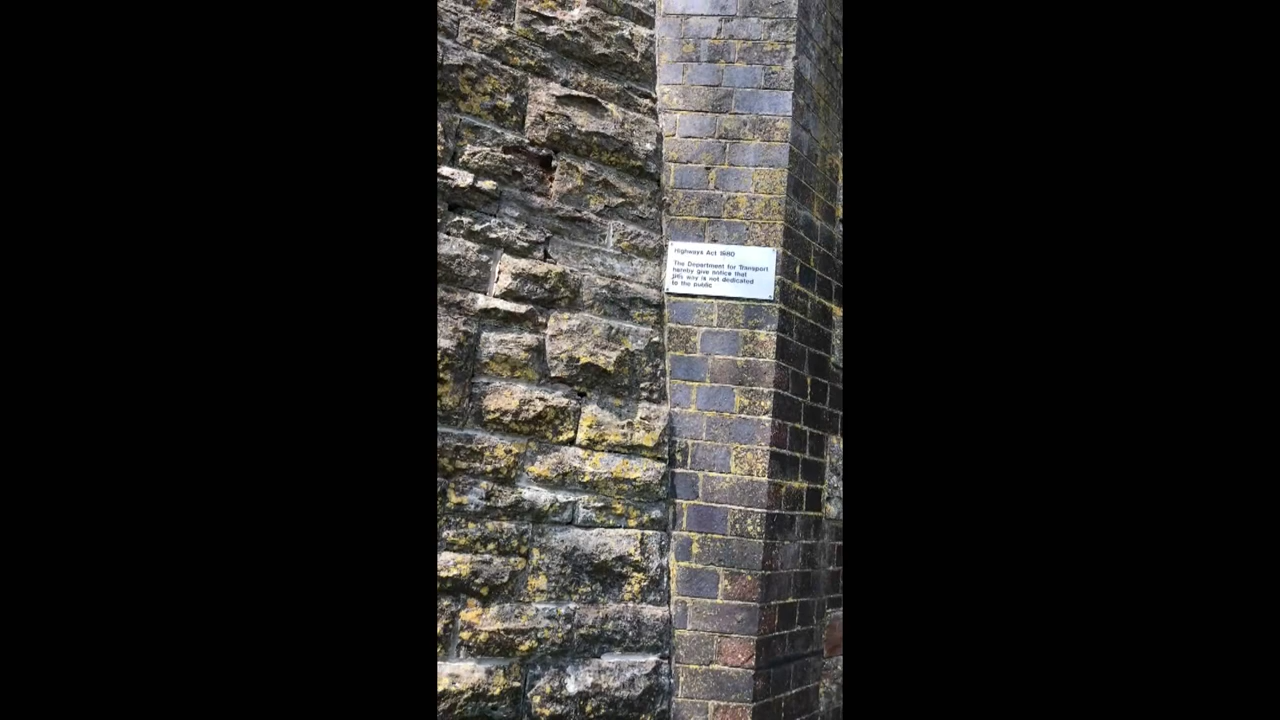 Highways Act 1980
The Department for Transport
hereby give notice that
this way is not dedicated
to the public